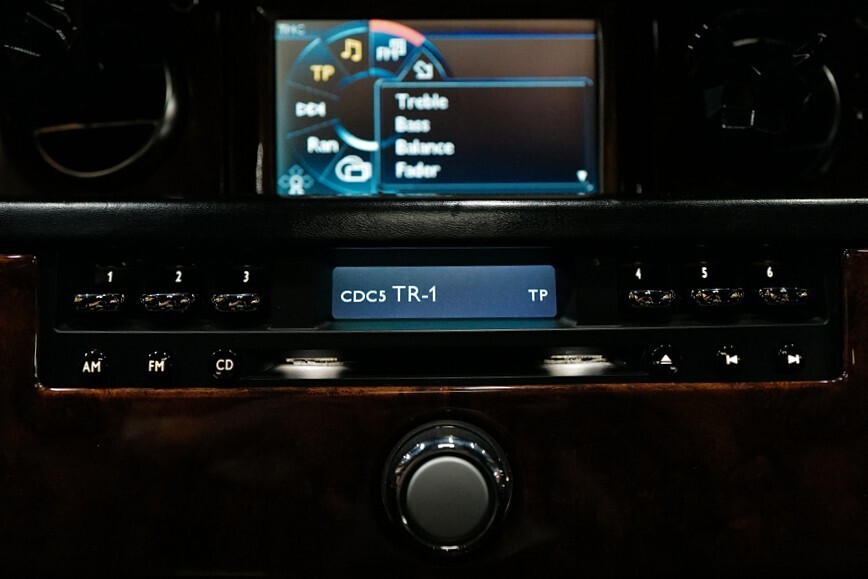 FM
TP
Treble
Bass
Balance
Ran
Fader
1 2 3 4 5 6
CDC5 TR-1 TP
AM FM CD